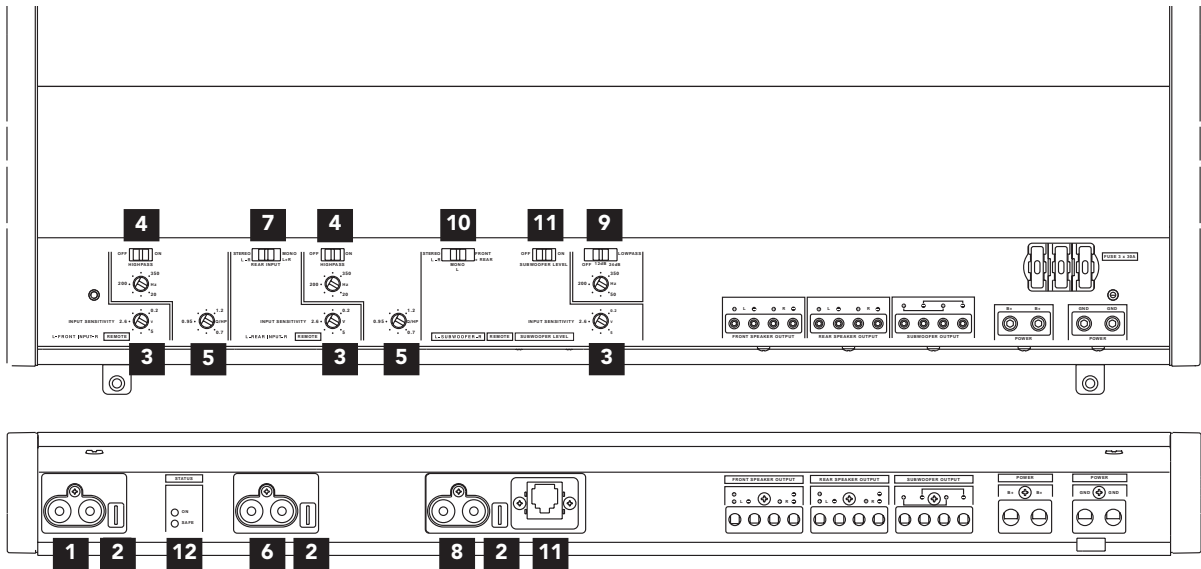 4 7 4 10 11 9
OFF ON
HIGHPASS
350
200 Hz
20
0.2
INPUT SENSITIVITY 2.6 V
5
L-FRONT INPUT-R REMOTE
1.2
0.95 Q/HP
0.7
STEREO MONO
L-R L+R
REAR INPUT
OFF ON
HIGHPASS
350
200 Hz
20
0.2
INPUT SENSITIVITY 2.6 V
5
L-REAR INPUT-R REMOTE
1.2
0.95 Q/HP
0.7
STEREO FRONT
L-R + REAR
MONO
L
OFF ON
SUBWOOFER LEVEL
LOWPASS
OFF 12dB 24dB
350
200 Hz
50
0.2
INPUT SENSITIVITY 2.6 V
5
L-SUBWOOFER-R REMOTE SUBWOOFER LEVEL
FUSE 3 x 30A
L R
FRONT SPEAKER OUTPUT
L R
REAR SPEAKER OUTPUT
SUBWOOFER OUTPUT
B+ B+
POWER
GND GND
POWER
3 5 3 5 3
STATUS
ON
SAFE
FRONT SPEAKER OUTPUT
L R
REAR SPEAKER OUTPUT
L R
SUBWOOFER OUTPUT
POWER
B+ B+
POWER
GND GND
1 2 12 6 2 8 2 11